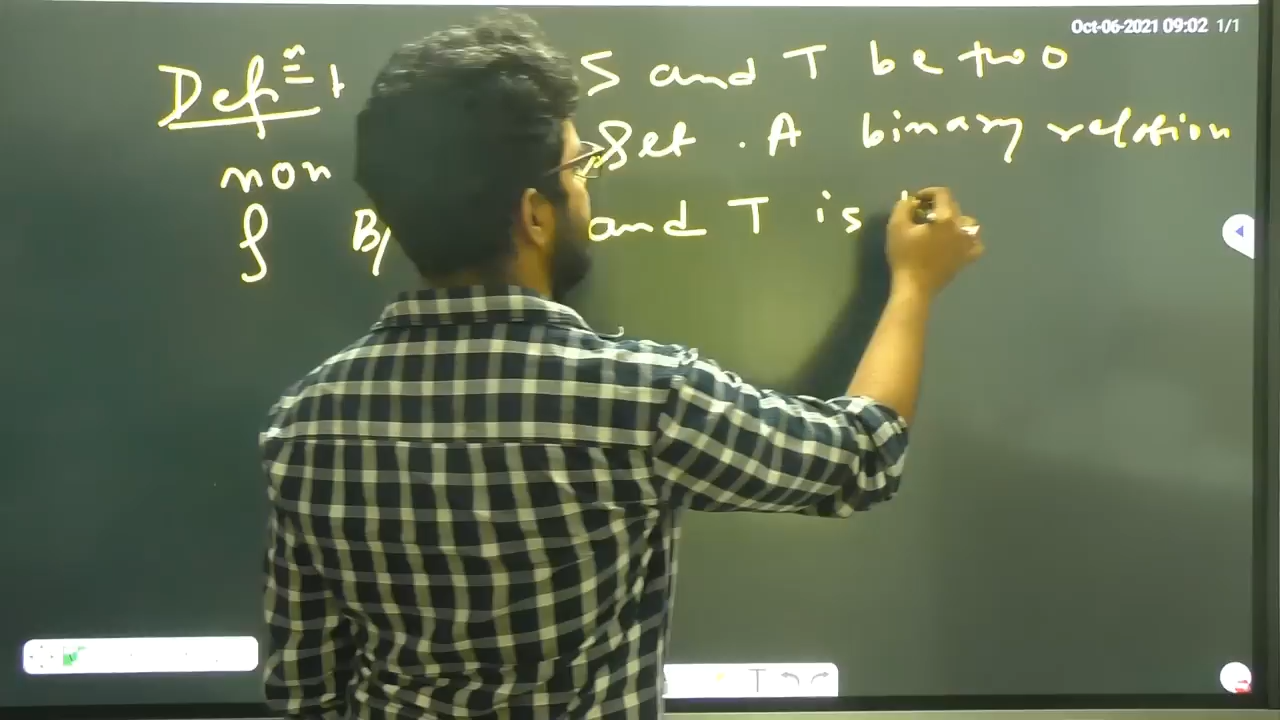 Oct-06-2021 09:02 1/1
Defⁿ S and T be two
non set . A binary relation
ρ B/ and T is